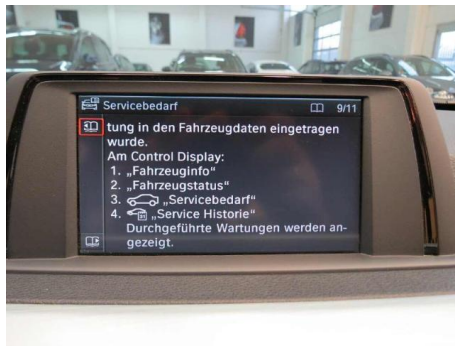 Servicebedarf 9/11
tung in den Fahrzeugdaten eingetragen
wurde.
Am Control Display:
1. „Fahrzeuginfo“
2. „Fahrzeugstatus“
3. „Servicebedarf“
4. „Service Historie“
Durchgeführte Wartungen werden an-
gezeigt.